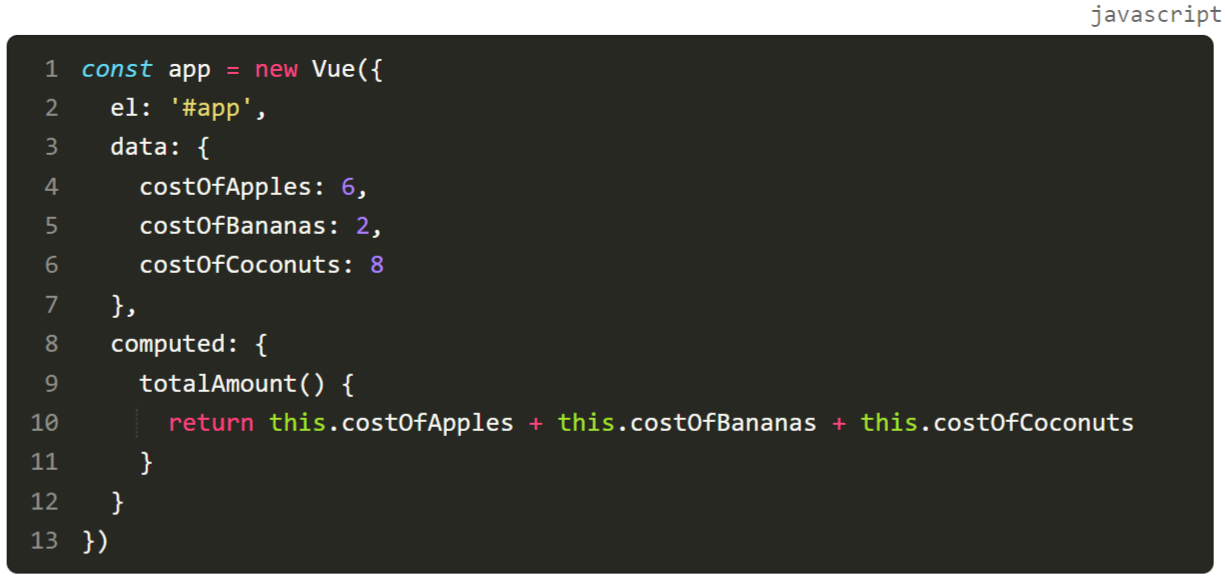 javascript
1 const app = new Vue({
2   el: '#app',
3   data: {
4     costOfApples: 6,
5     costOfBananas: 2,
6     costOfCoconuts: 8
7   },
8   computed: {
9     totalAmount() {
10       return this.costOfApples + this.costOfBananas + this.costOfCoconuts
11     }
12   }
13 })